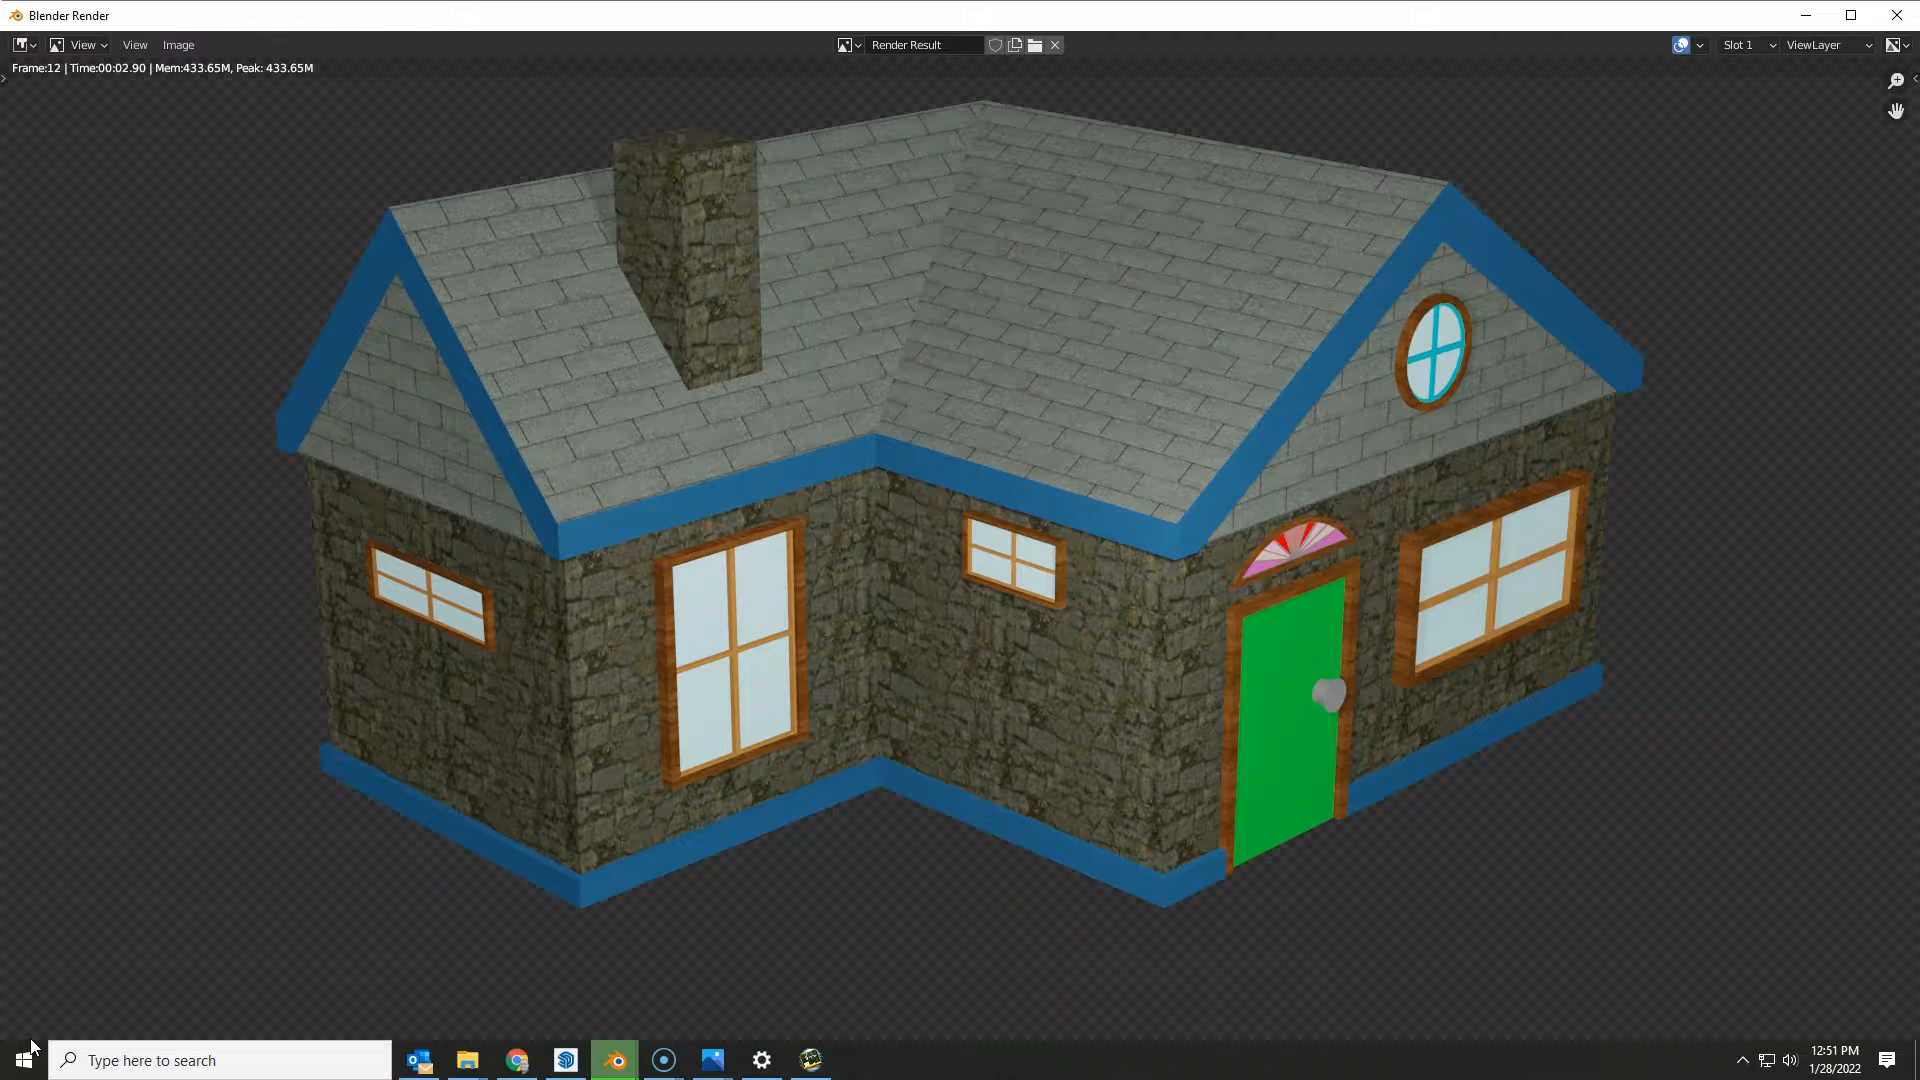 Blender Render
View
View
Image
Render Result
Slot 1
ViewLayer
Frame:12 | Time:00:02.90 | Mem:433.65M, Peak: 433.65M
Type here to search
12:51 PM
1/28/2022